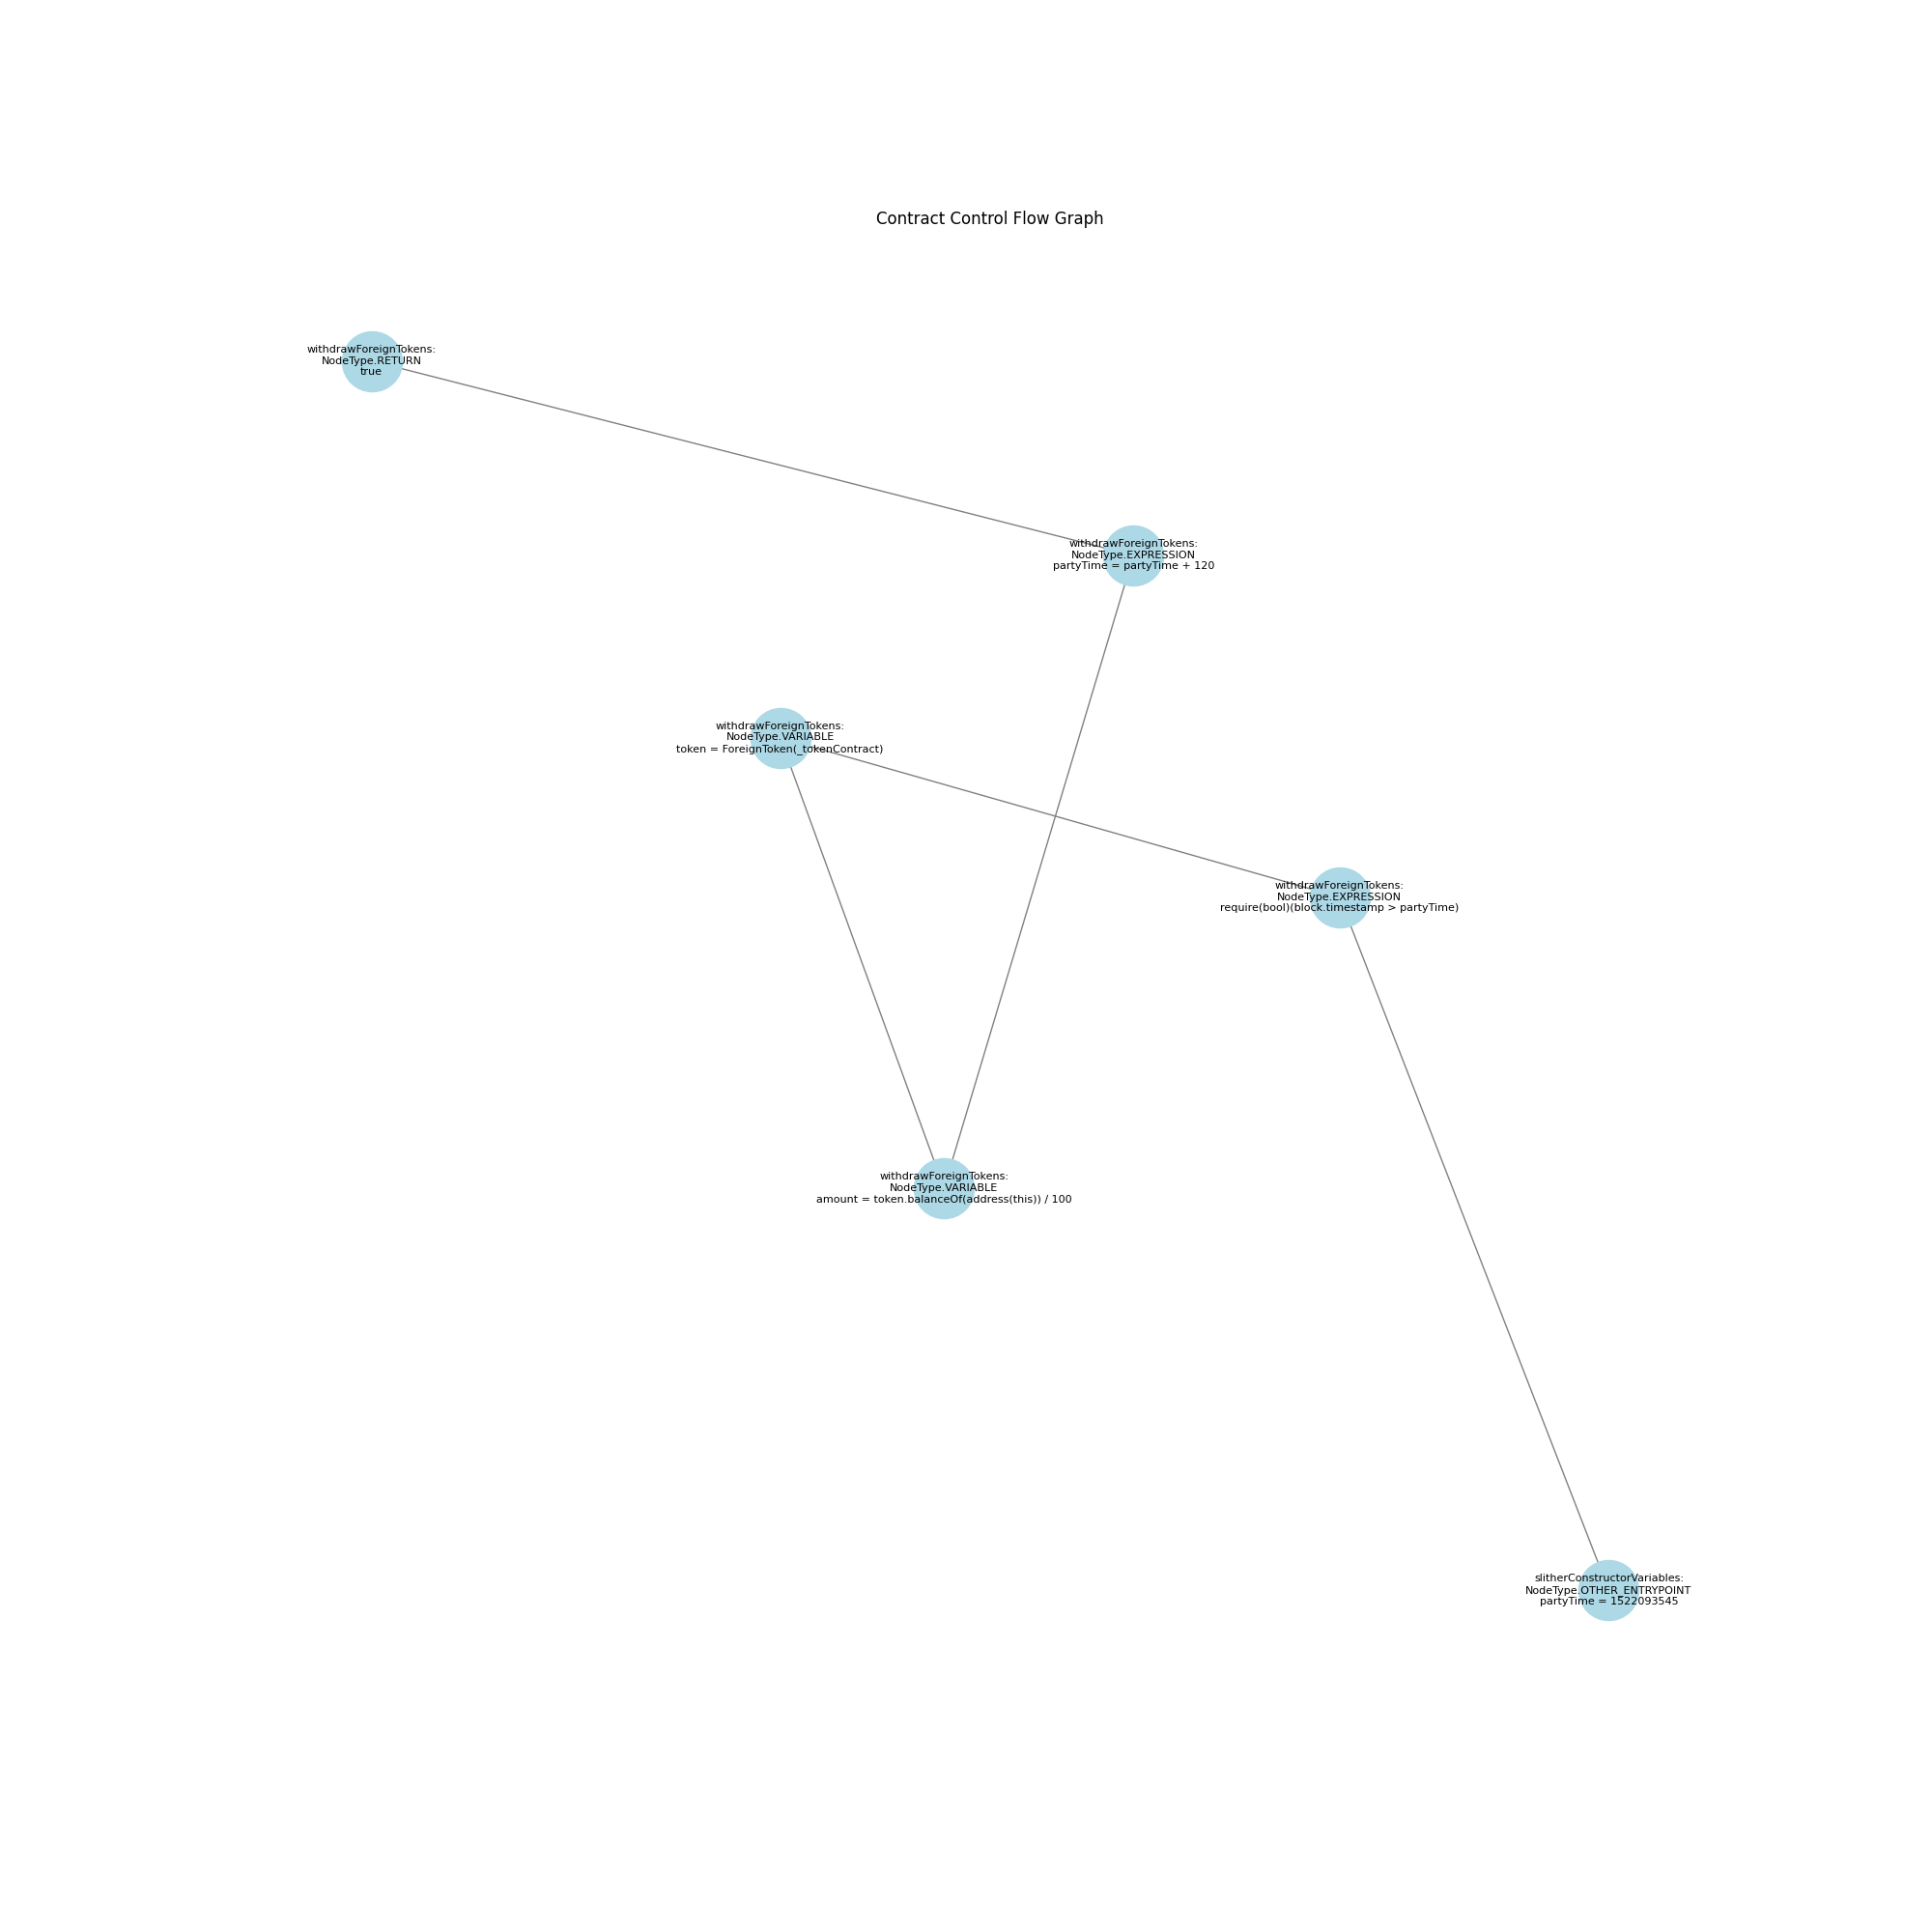 Contract Control Flow Graph
withdrawForeignTokens:
NodeType.RETURN
true
withdrawForeignTokens:
NodeType.EXPRESSION
partyTime = partyTime + 120
withdrawForeignTokens:
NodeType.VARIABLE
token = ForeignToken(_tokenContract)
withdrawForeignTokens:
NodeType.EXPRESSION
require(bool)(block.timestamp > partyTime)
withdrawForeignTokens:
NodeType.VARIABLE
amount = token.balanceOf(address(this)) / 100
slitherConstructorVariables:
NodeType.OTHER_ENTRYPOINT
partyTime = 1522093545